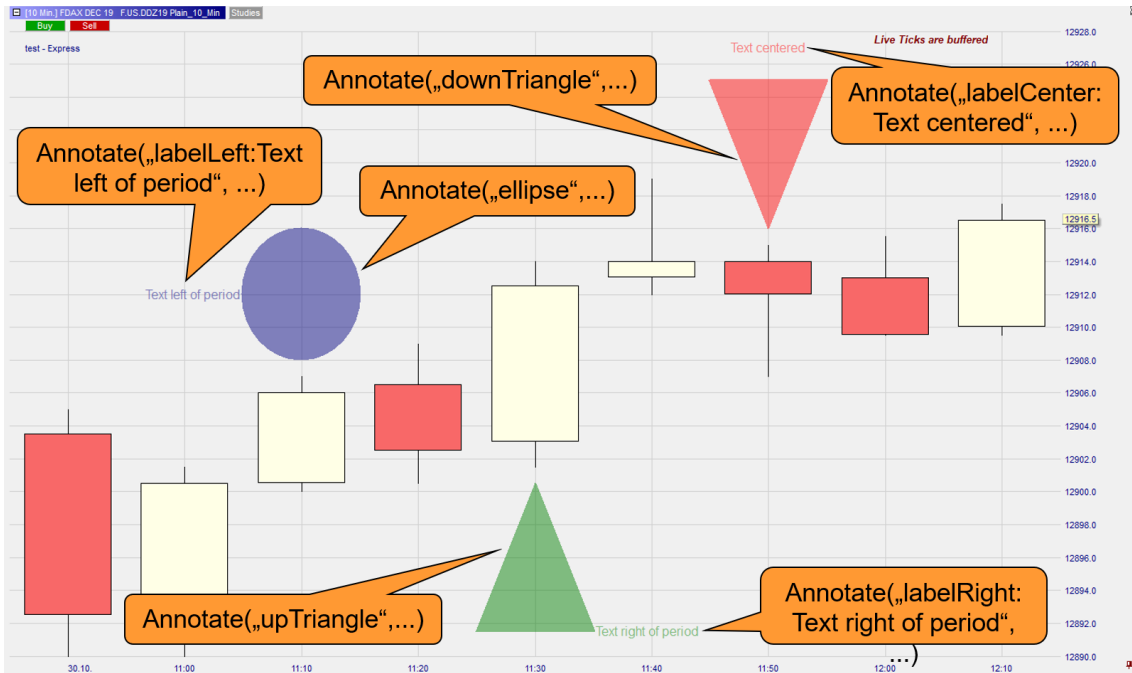 [10 Min.] FDAX DEC 19 F.US.DDZ19 Plain_10_Min Studies
Buy Sell
test - Express
Live Ticks are buffered
Text centered
Annotate(„downTriangle“,...)
Annotate(„labelCenter:
Text centered“, ...)
Annotate(„labelLeft:Text
left of period“, ...)
Annotate(„ellipse“,...)
Text left of period
Annotate(„upTriangle“,...)
Text right of period
Annotate(„labelRight:
Text right of period“,
...)
12928.0
12926.0
12920.0
12918.0
12916.5
12916.0
12914.0
12912.0
12910.0
12908.0
12906.0
12904.0
12902.0
12900.0
12898.0
12896.0
12894.0
12892.0
12890.0
30.10. 11:00 11:10 11:20 11:30 11:40 11:50 12:00 12:10